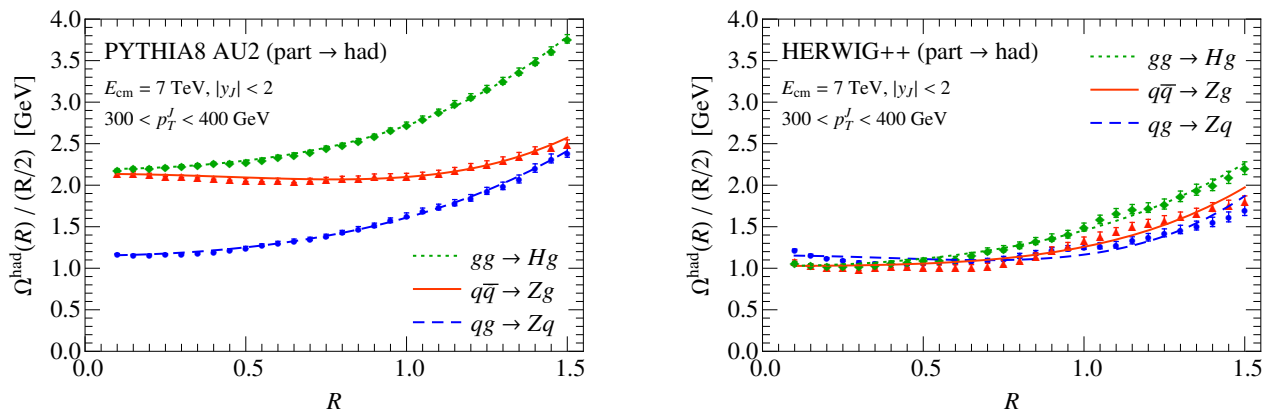 PYTHIA8 AU2 (part → had)
E_cm = 7 TeV, |y_J| < 2
300 < p_T^J < 400 GeV
gg → Hg
qq̅ → Zg
qg → Zq
Ω^had(R) / (R/2) [GeV]
4.0
3.5
3.0
2.5
2.0
1.5
1.0
0.5
0.0
0.0 0.5 1.0 1.5
R
HERWIG++ (part → had)
E_cm = 7 TeV, |y_J| < 2
300 < p_T^J < 400 GeV
gg → Hg
qq̅ → Zg
qg → Zq
Ω^had(R) / (R/2) [GeV]
4.0
3.5
3.0
2.5
2.0
1.5
1.0
0.5
0.0
0.0 0.5 1.0 1.5
R